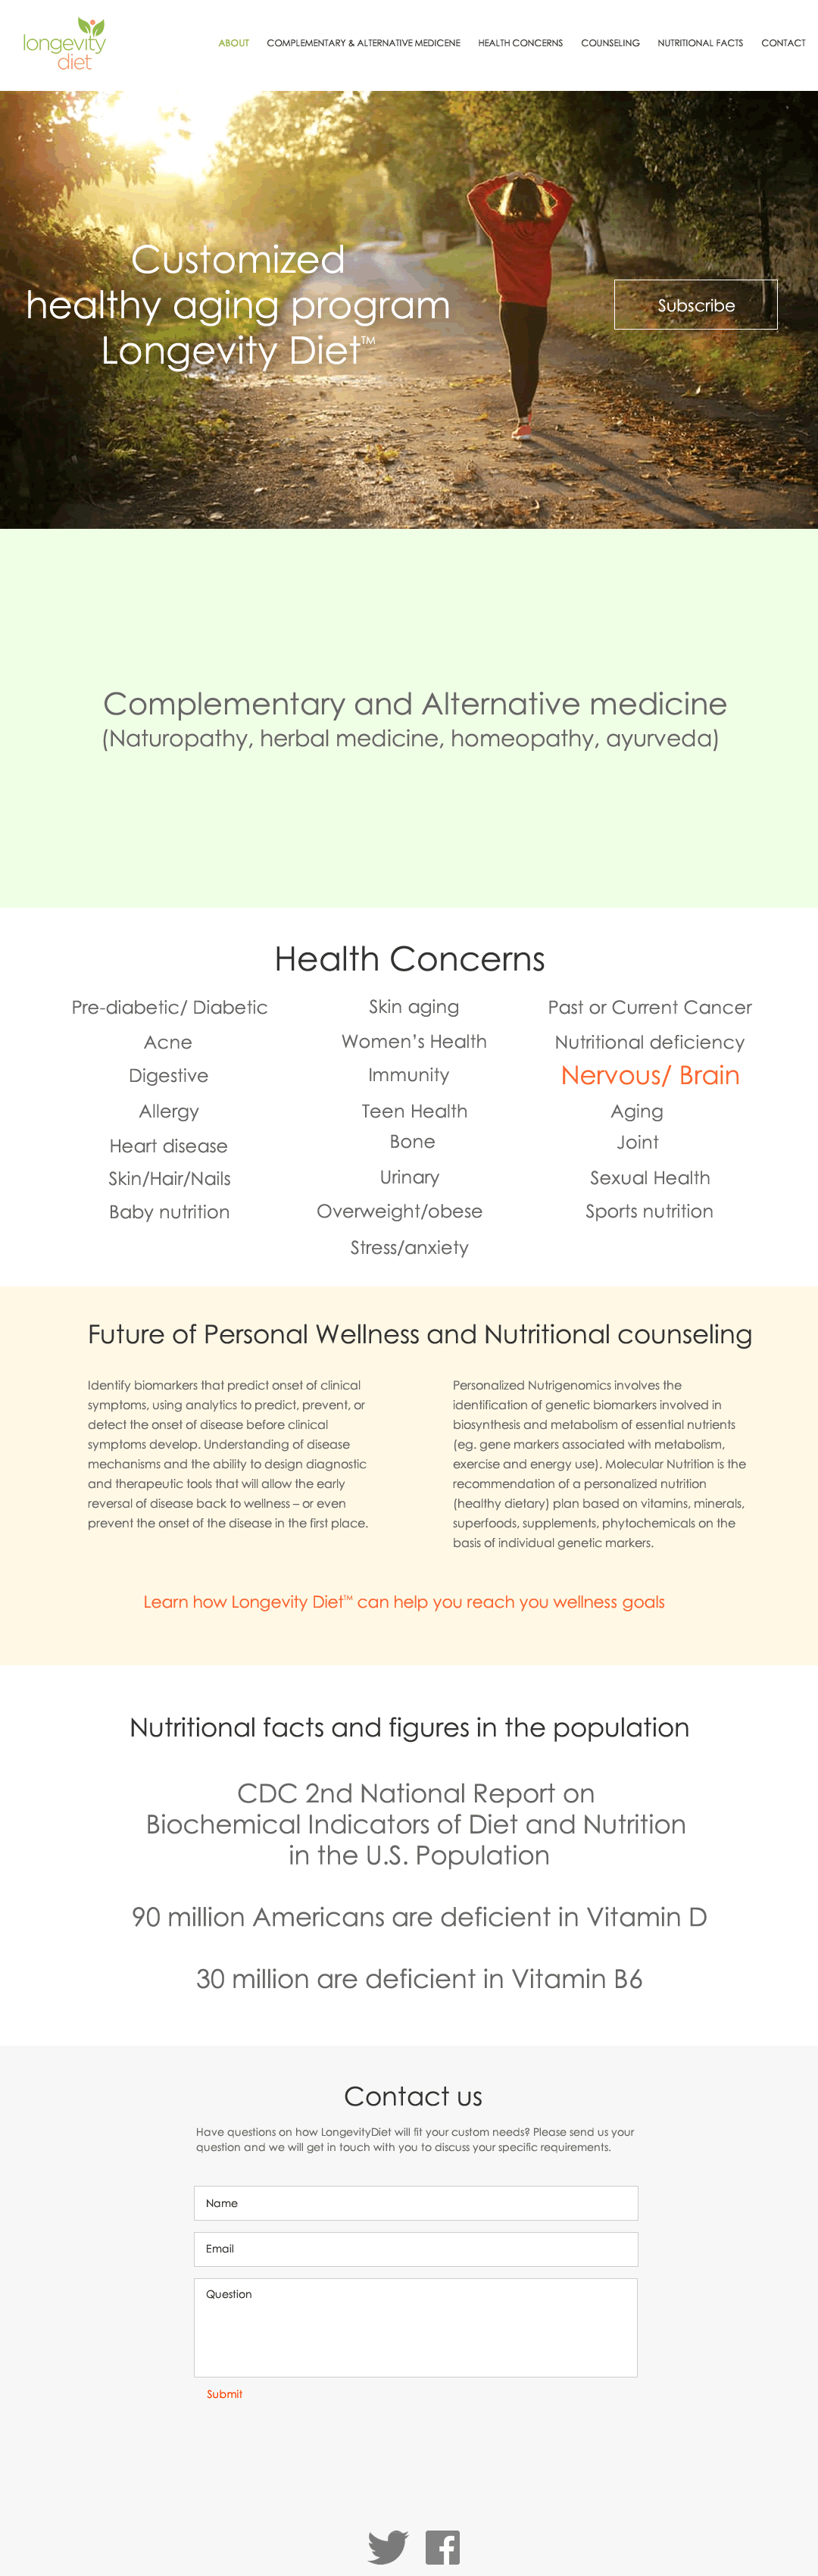 longevity
diet
ABOUT COMPLEMENTARY & ALTERNATIVE MEDICENE HEALTH CONCERNS COUNSELING NUTRITIONAL FACTS CONTACT
Customized
healthy aging program
Longevity Diet™
Subscribe
Complementary and Alternative medicine
(Naturopathy, herbal medicine, homeopathy, ayurveda)
Health Concerns
Pre-diabetic/ Diabetic Skin aging Past or Current Cancer
Acne Women’s Health Nutritional deficiency
Digestive Immunity Nervous/ Brain
Allergy Teen Health Aging
Heart disease Bone Joint
Skin/Hair/Nails Urinary Sexual Health
Baby nutrition Overweight/obese Sports nutrition
Stress/anxiety
Future of Personal Wellness and Nutritional counseling
Identify biomarkers that predict onset of clinical
symptoms, using analytics to predict, prevent, or
detect the onset of disease before clinical
symptoms develop. Understanding of disease
mechanisms and the ability to design diagnostic
and therapeutic tools that will allow the early
reversal of disease back to wellness – or even
prevent the onset of the disease in the first place.
Personalized Nutrigenomics involves the
identification of genetic biomarkers involved in
biosynthesis and metabolism of essential nutrients
(eg. gene markers associated with metabolism,
exercise and energy use). Molecular Nutrition is the
recommendation of a personalized nutrition
(healthy dietary) plan based on vitamins, minerals,
superfoods, supplements, phytochemicals on the
basis of individual genetic markers.
Learn how Longevity Diet™ can help you reach you wellness goals
Nutritional facts and figures in the population
CDC 2nd National Report on
Biochemical Indicators of Diet and Nutrition
in the U.S. Population
90 million Americans are deficient in Vitamin D
30 million are deficient in Vitamin B6
Contact us
Have questions on how LongevityDiet will fit your custom needs? Please send us your
question and we will get in touch with you to discuss your specific requirements.
Name
Email
Question
Submit